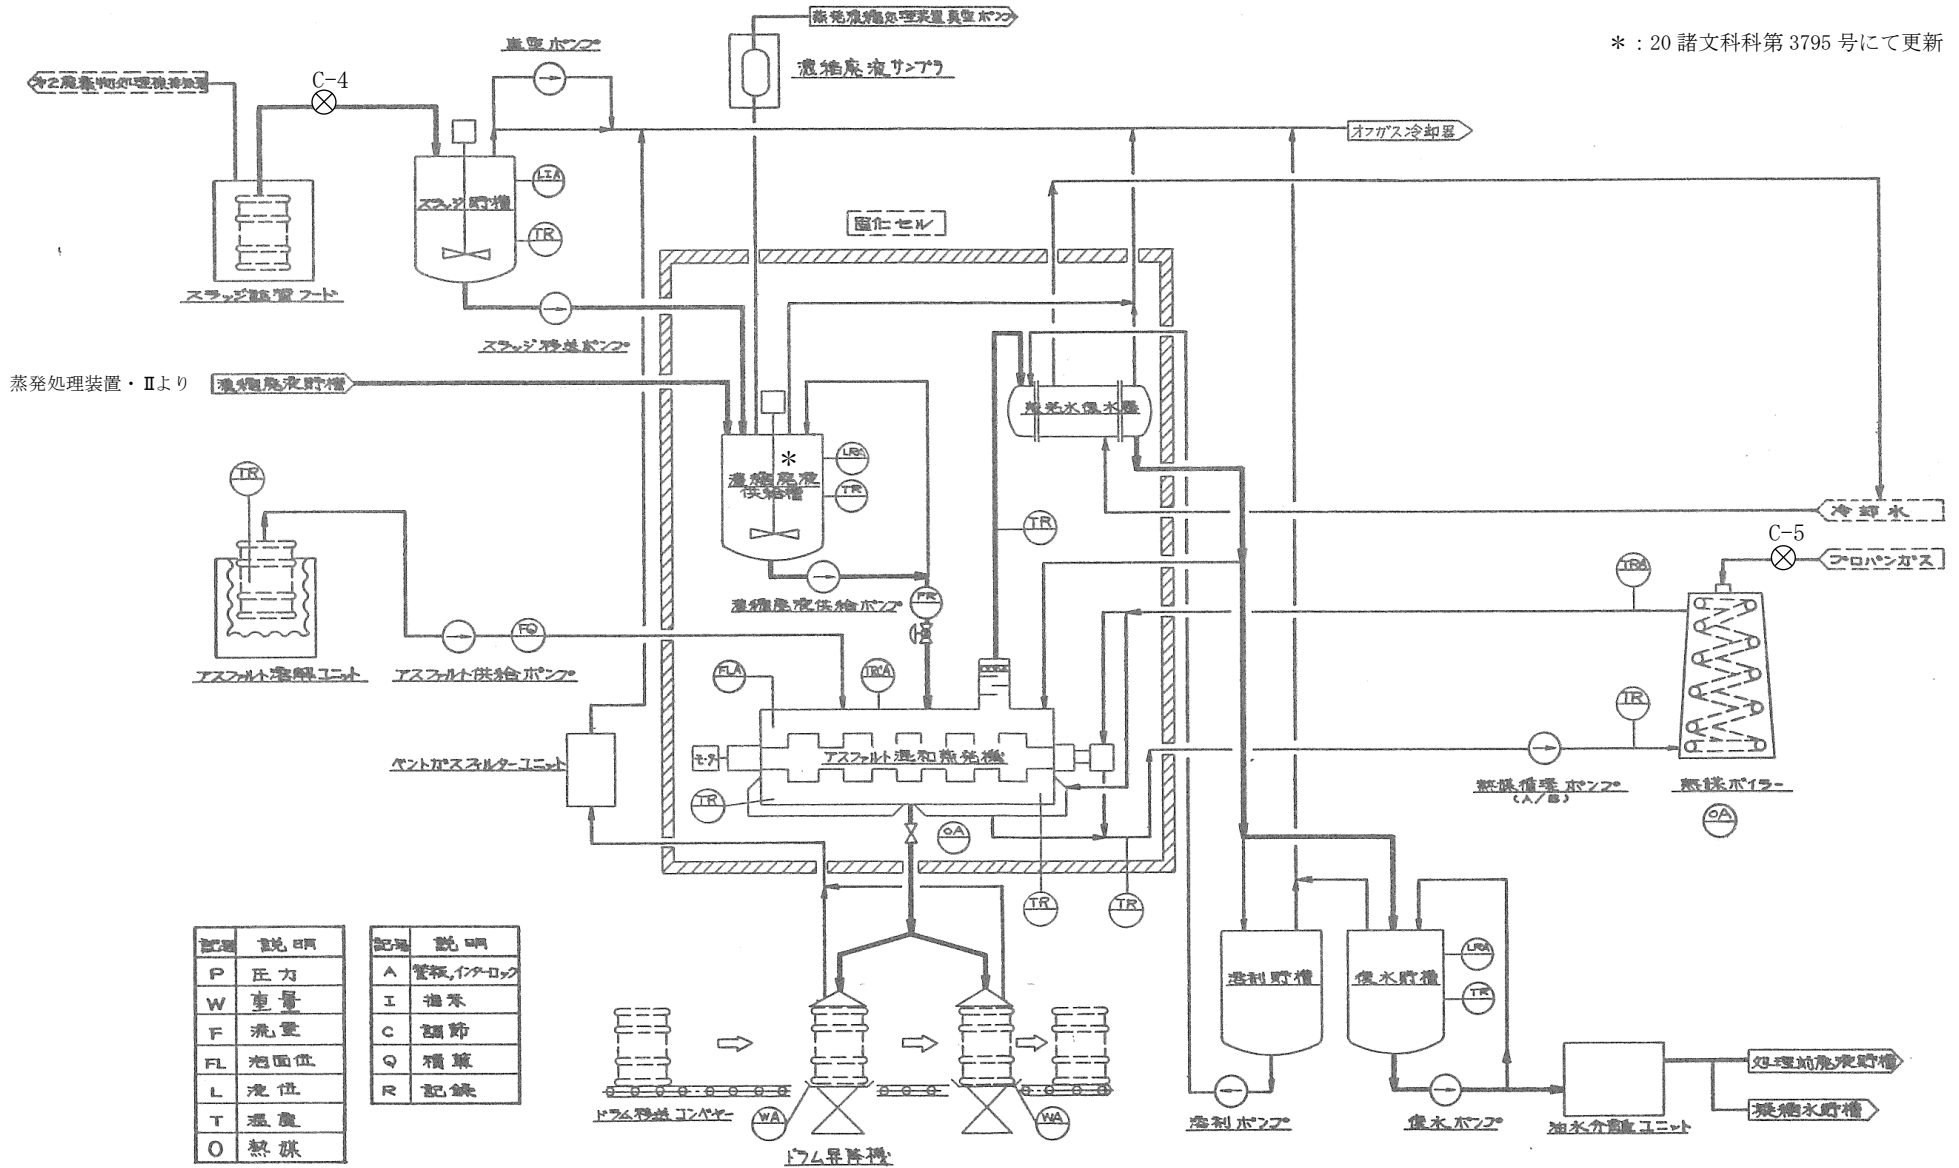 蒸発濃縮処理装置真空ポンプ
*：20 諸文科科第 3795 号にて更新
真空ポンプ
濃縮廃液サンプラ
C-4
オフガス冷却器
LIA
スラッジ貯槽
TR
固化セル
スラッジ移送ポンプ
蒸発処理装置・Ⅱより
濃縮廃液貯槽
蒸発水復水器
*
濃縮廃液
供給槽
LRA
TR
TR
TR
冷却水
C-5
プロパンガス
TRA
濃縮廃液供給ポンプ
FR
FQ
アスファルト溶解ユニット
アスファルト供給ポンプ
FLA
TRCA
TR
ベントガスフィルターユニット
モータ
アスファルト混和蒸発機
熱媒循環ポンプ
(A/B)
熱媒ボイラー
TR
OA
OA
TR
TR
記号 説明
P 圧力
W 重量
F 流量
FL 泡面位
L 液位
T 温度
O 熱媒
記号 説明
A 警報,インターロック
I 指示
C 調節
Q 積算
R 記録
溶剤貯槽
復水貯槽
LRA
TR
ドラム移送コンベヤー
WA
WA
ドラム昇降機
溶剤ポンプ
復水ポンプ
油水分離ユニット
処理前廃液貯槽
凝縮水貯槽